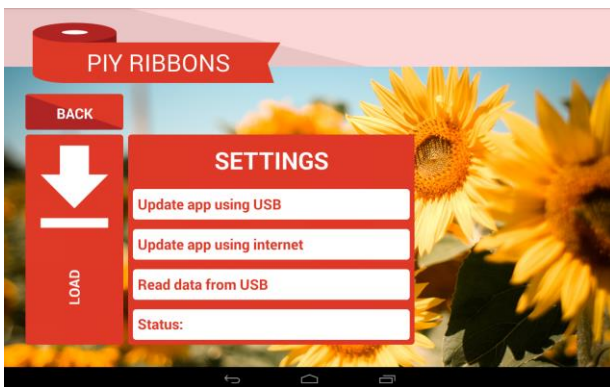 PIY RIBBONS
BACK
LOAD
SETTINGS
Update app using USB
Update app using internet
Read data from USB
Status: